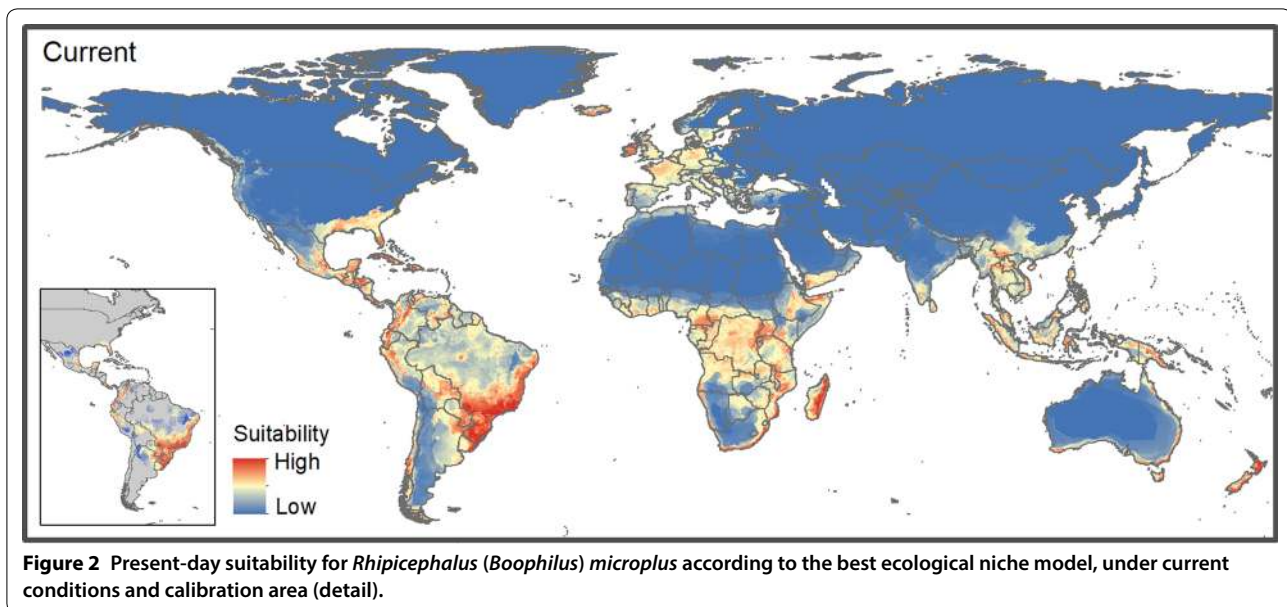 Current
Suitability
High
Low
Figure 2 Present-day suitability for Rhipicephalus (Boophilus) microplus according to the best ecological niche model, under current
conditions and calibration area (detail).